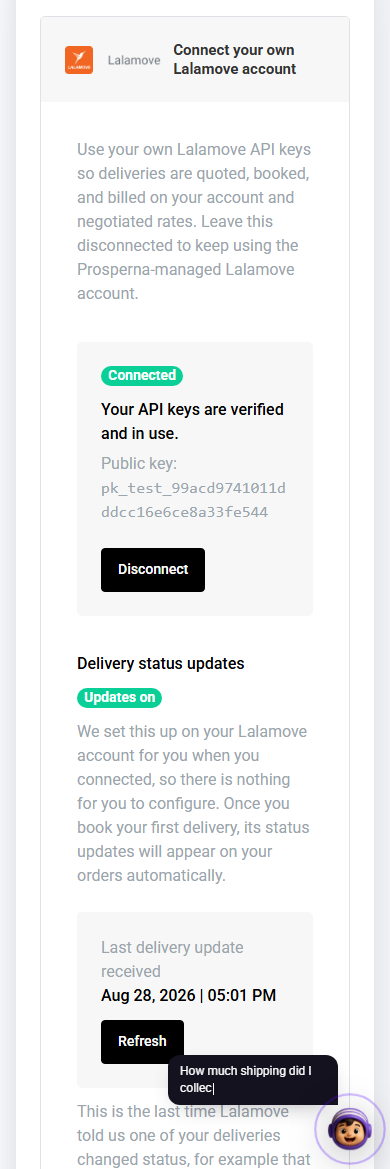 LALAMOVE
Lalamove
Connect your own
Lalamove account
Use your own Lalamove API keys
so deliveries are quoted, booked,
and billed on your account and
negotiated rates. Leave this
disconnected to keep using the
Prosperna-managed Lalamove
account.
Connected
Your API keys are verified
and in use.
Public key:
pk_test_99acd9741011d
ddcc16e6ce8a33fe544
Disconnect
Delivery status updates
Updates on
We set this up on your Lalamove
account for you when you
connected, so there is nothing
for you to configure. Once you
book your first delivery, its status
updates will appear on your
orders automatically.
Last delivery update
received
Aug 28, 2026 | 05:01 PM
Refresh
How much shipping did I
collec
This is the last time Lalamove
told us one of your deliveries
changed status, for example that